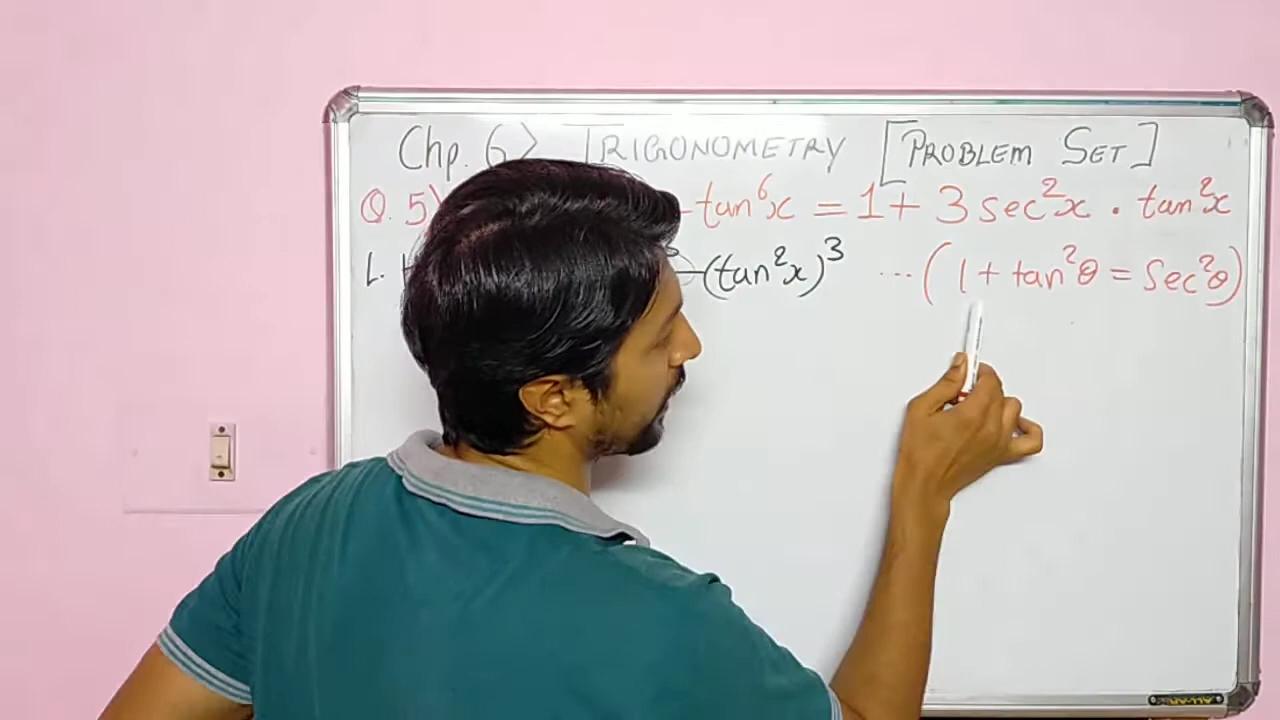 Chp. 6> TRIGONOMETRY [PROBLEM SET]
Q. 5) - tan⁶x = 1 + 3 sec²x . tan²x
L. - (tan²x)³ ... (1 + tan²θ = Sec²θ)